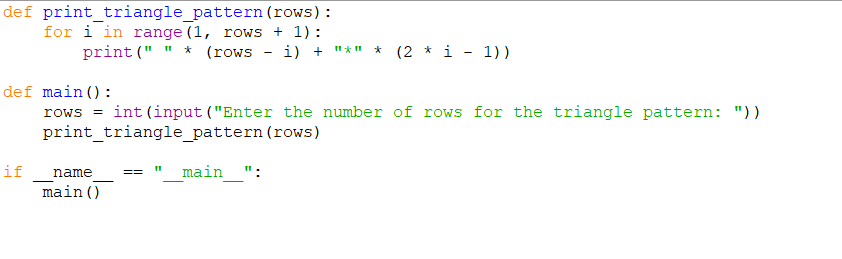 def print_triangle_pattern(rows):
    for i in range(1, rows + 1):
        print(" " * (rows - i) + "*" * (2 * i - 1))

def main():
    rows = int(input("Enter the number of rows for the triangle pattern: "))
    print_triangle_pattern(rows)

if __name__ == "__main__":
    main()